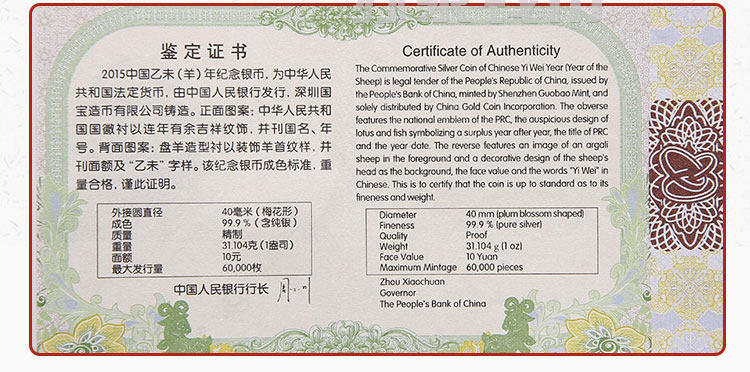 鉴定证书
2015中国乙未(羊)年纪念银币,为中华人民
共和国法定货币,由中国人民银行发行,深圳国
宝造币有限公司铸造。正面图案:中华人民共和
国国徽衬以连年有余吉祥纹饰,并刊国名、年
号。背面图案:盘羊造型衬以装饰羊首纹样,并
刊面额及“乙未”字样。该纪念银币成色标准,重
量合格,谨此证明。
外接圆直径 40毫米(梅花形)
成色 99.9%(含纯银)
质量 精制
重量 31.104克(1盎司)
面额 10元
最大发行量 60,000枚
中国人民银行行长
Certificate of Authenticity
The Commemorative Silver Coin of Chinese Yi Wei Year (Year of the
Sheep) is legal tender of the People's Republic of China, issued by
the People's Bank of China, minted by Shenzhen Guobao Mint, and
solely distributed by China Gold Coin Incorporation. The obverse
features the national emblem of the PRC, the auspicious design of
lotus and fish symbolizing a surplus year after year, the title of PRC
and the year date. The reverse features an image of an argali
sheep in the foreground and a decorative design of the sheep's
head as the background, the face value and the words "Yi Wei" in
Chinese. This is to certify that the coin is up to standard as to its
fineness and weight.
Diameter 40 mm (plum blossom shaped)
Fineness 99.9 % (pure silver)
Quality Proof
Weight 31.104 g (1 oz)
Face Value 10 Yuan
Maximum Mintage 60,000 pieces
Zhou Xiaochuan
Governor
The People's Bank of China